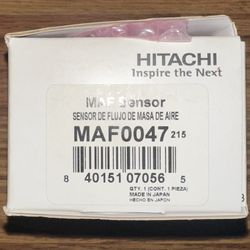 HITACHI
Inspire the Next
MAF Sensor
SENSOR DE FLUJO DE MASA DE AIRE
MAF0047 215
8 40151 07056 5
QTY. 1 (CONT. 1 PIEZA)
MADE IN JAPAN
HECHO EN JAPON